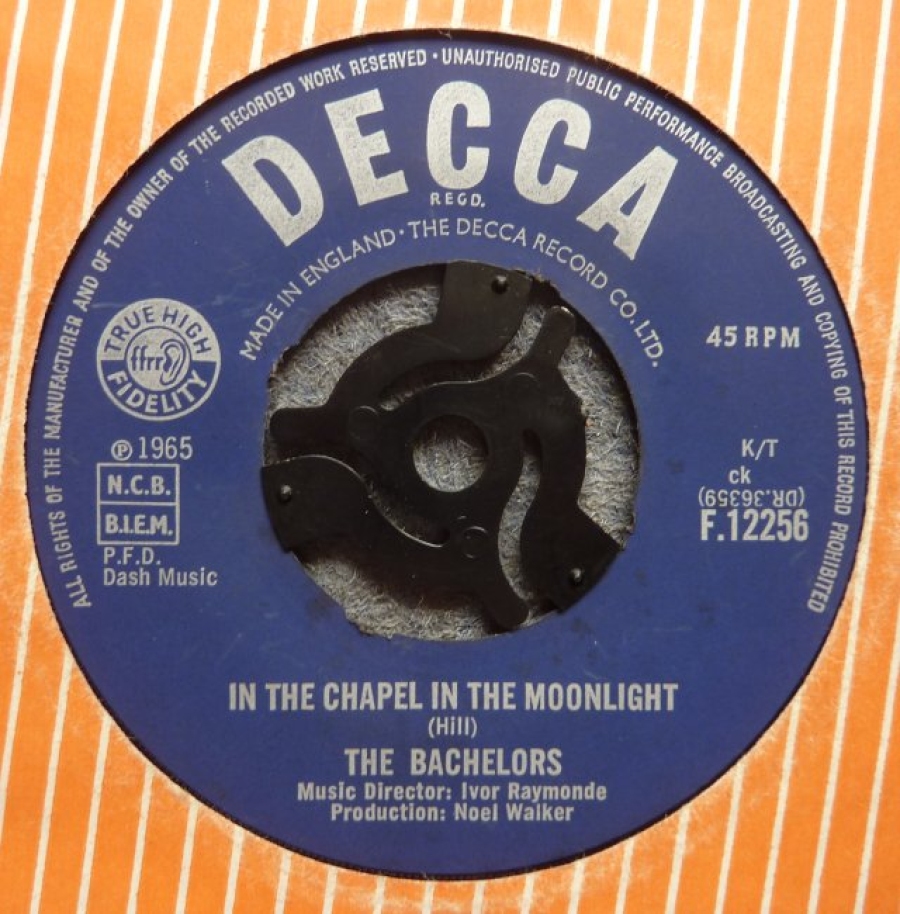 ALL RIGHTS OF THE MANUFACTURER AND OF THE OWNER OF THE RECORDED WORK RESERVED · UNAUTHORISED PUBLIC PERFORMANCE BROADCASTING AND COPYING OF THIS RECORD PROHIBITED
DECCA
REGD.
MADE IN ENGLAND · THE DECCA RECORD CO. LTD.
TRUE HIGH
ffrr
FIDELITY
45 RPM
℗ 1965
N.C.B.
B.I.E.M.
P.F.D.
Dash Music
K/T
ck
(DR.36359)
F.12256
IN THE CHAPEL IN THE MOONLIGHT
(Hill)
THE BACHELORS
Music Director: Ivor Raymonde
Production: Noel Walker